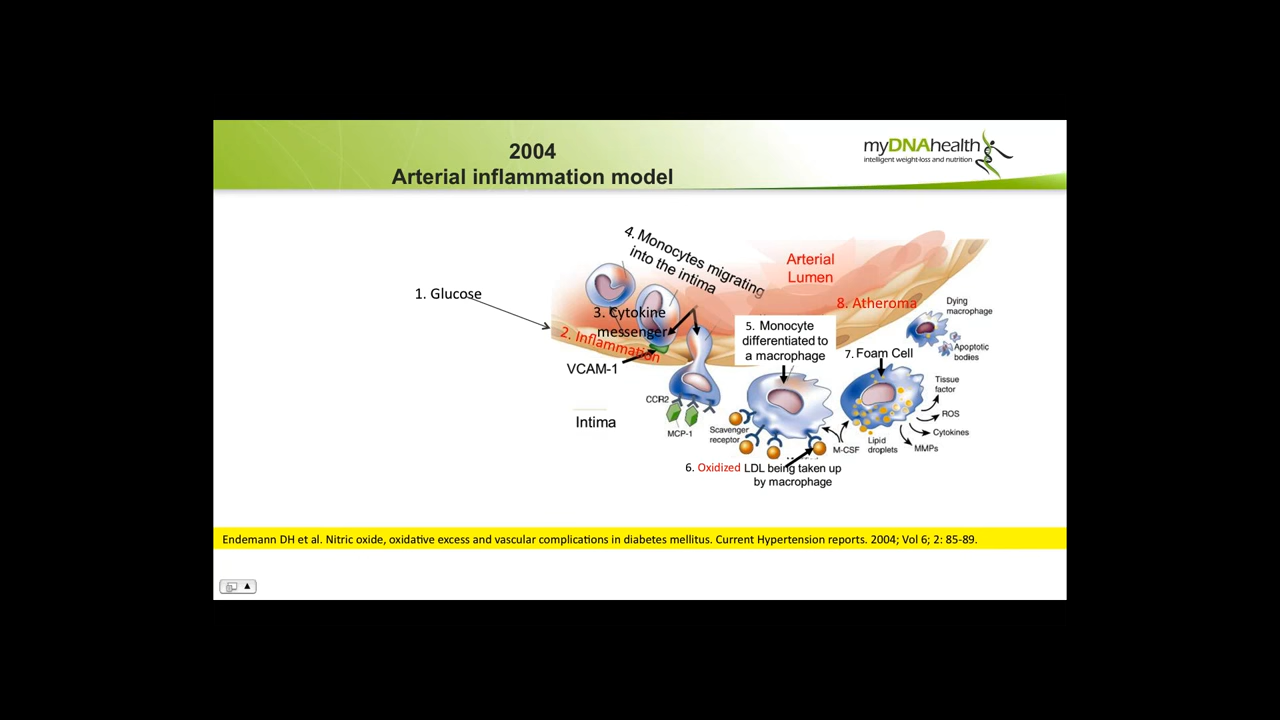 2004
Arterial inflammation model
myDNAhealth
intelligent weight-loss and nutrition
4. Monocytes migrating
into the intima
Arterial
Lumen
1. Glucose
8. Atheroma
Dying
macrophage
3. Cytokine
messenger
2. Inflammation
5. Monocyte
differentiated to
a macrophage
7. Foam Cell
Apoptotic
bodies
VCAM-1
Tissue
factor
CCR2
ROS
Intima
MCP-1
Scavenger
receptor
Cytokines
Lipid
droplets
M-CSF
MMPs
6. Oxidized LDL being taken up
by macrophage
Endemann DH et al. Nitric oxide, oxidative excess and vascular complications in diabetes mellitus. Current Hypertension reports. 2004; Vol 6; 2: 85-89.